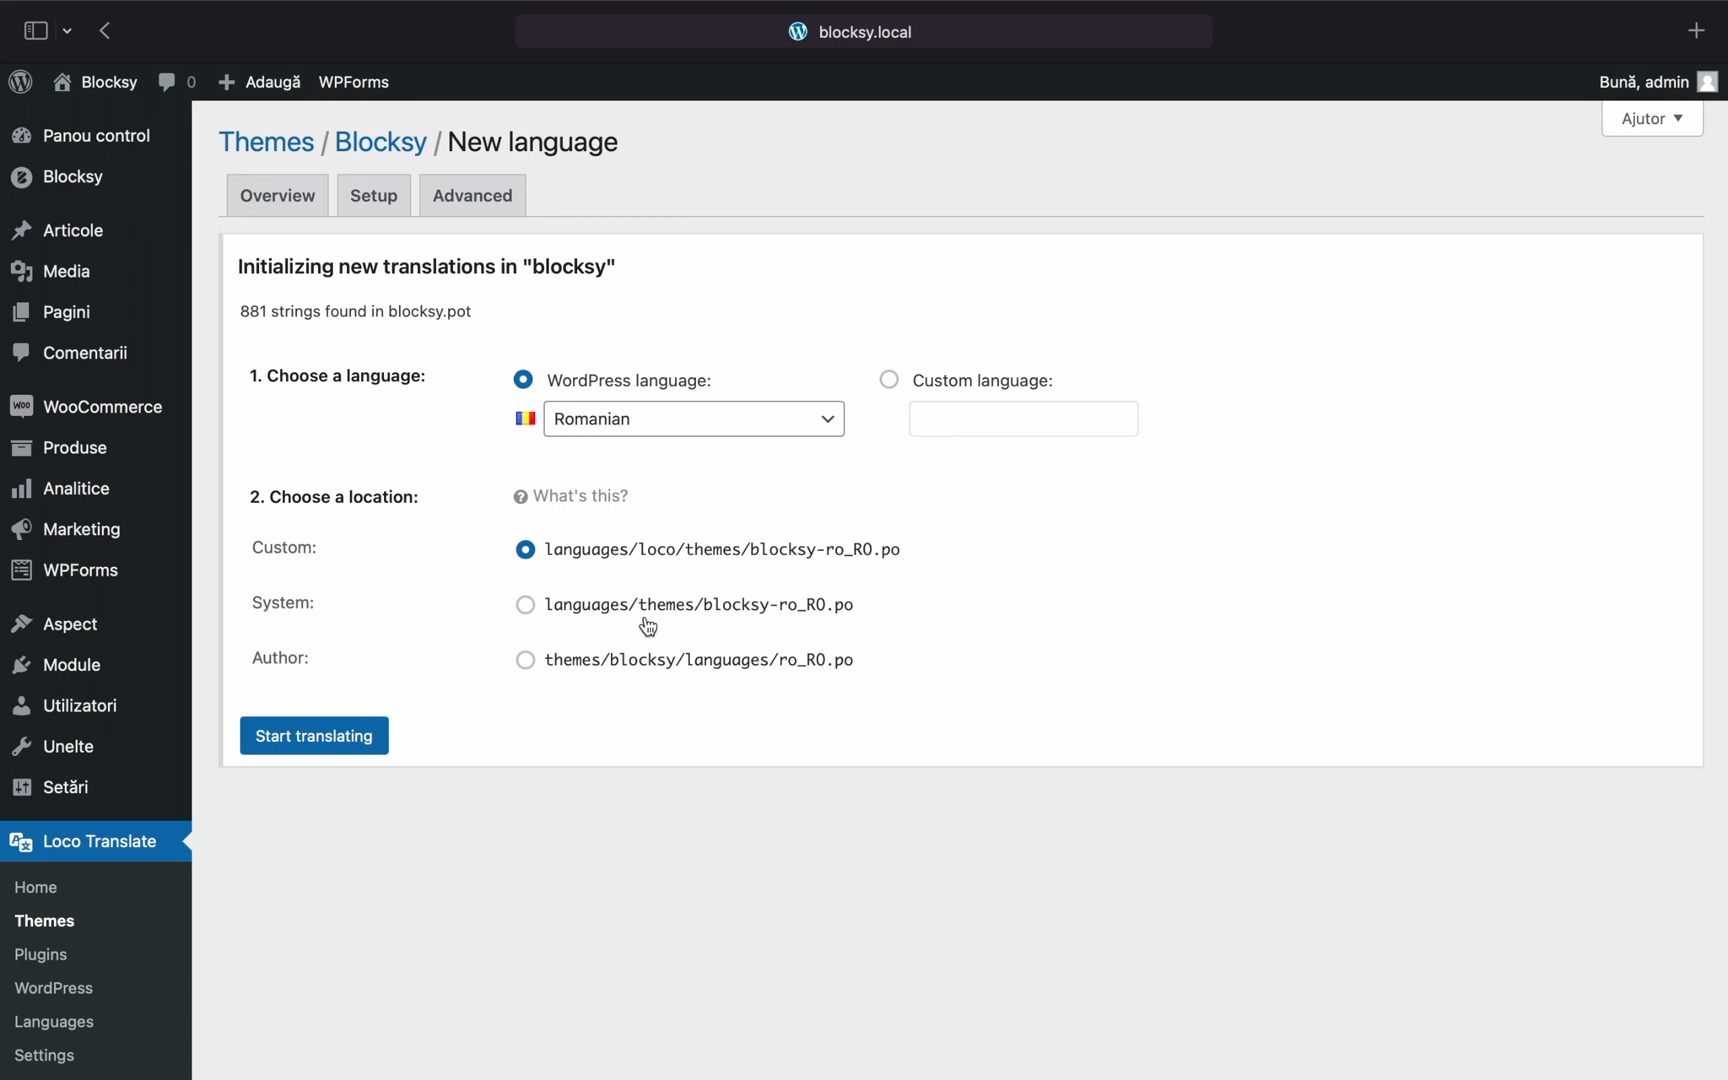 blocksy.local
Blocksy 0 Adaugă WPForms Bună, admin
Ajutor
Panou control
Blocksy
Articole
Media
Pagini
Comentarii
WooCommerce
Produse
Analitice
Marketing
WPForms
Aspect
Module
Utilizatori
Unelte
Setări
Loco Translate
Home
Themes
Plugins
WordPress
Languages
Settings
Themes / Blocksy / New language
Overview Setup Advanced
Initializing new translations in "blocksy"
881 strings found in blocksy.pot
1. Choose a language: WordPress language: Custom language:
Romanian
2. Choose a location: What's this?
Custom: languages/loco/themes/blocksy-ro_RO.po
System: languages/themes/blocksy-ro_RO.po
Author: themes/blocksy/languages/ro_RO.po
Start translating